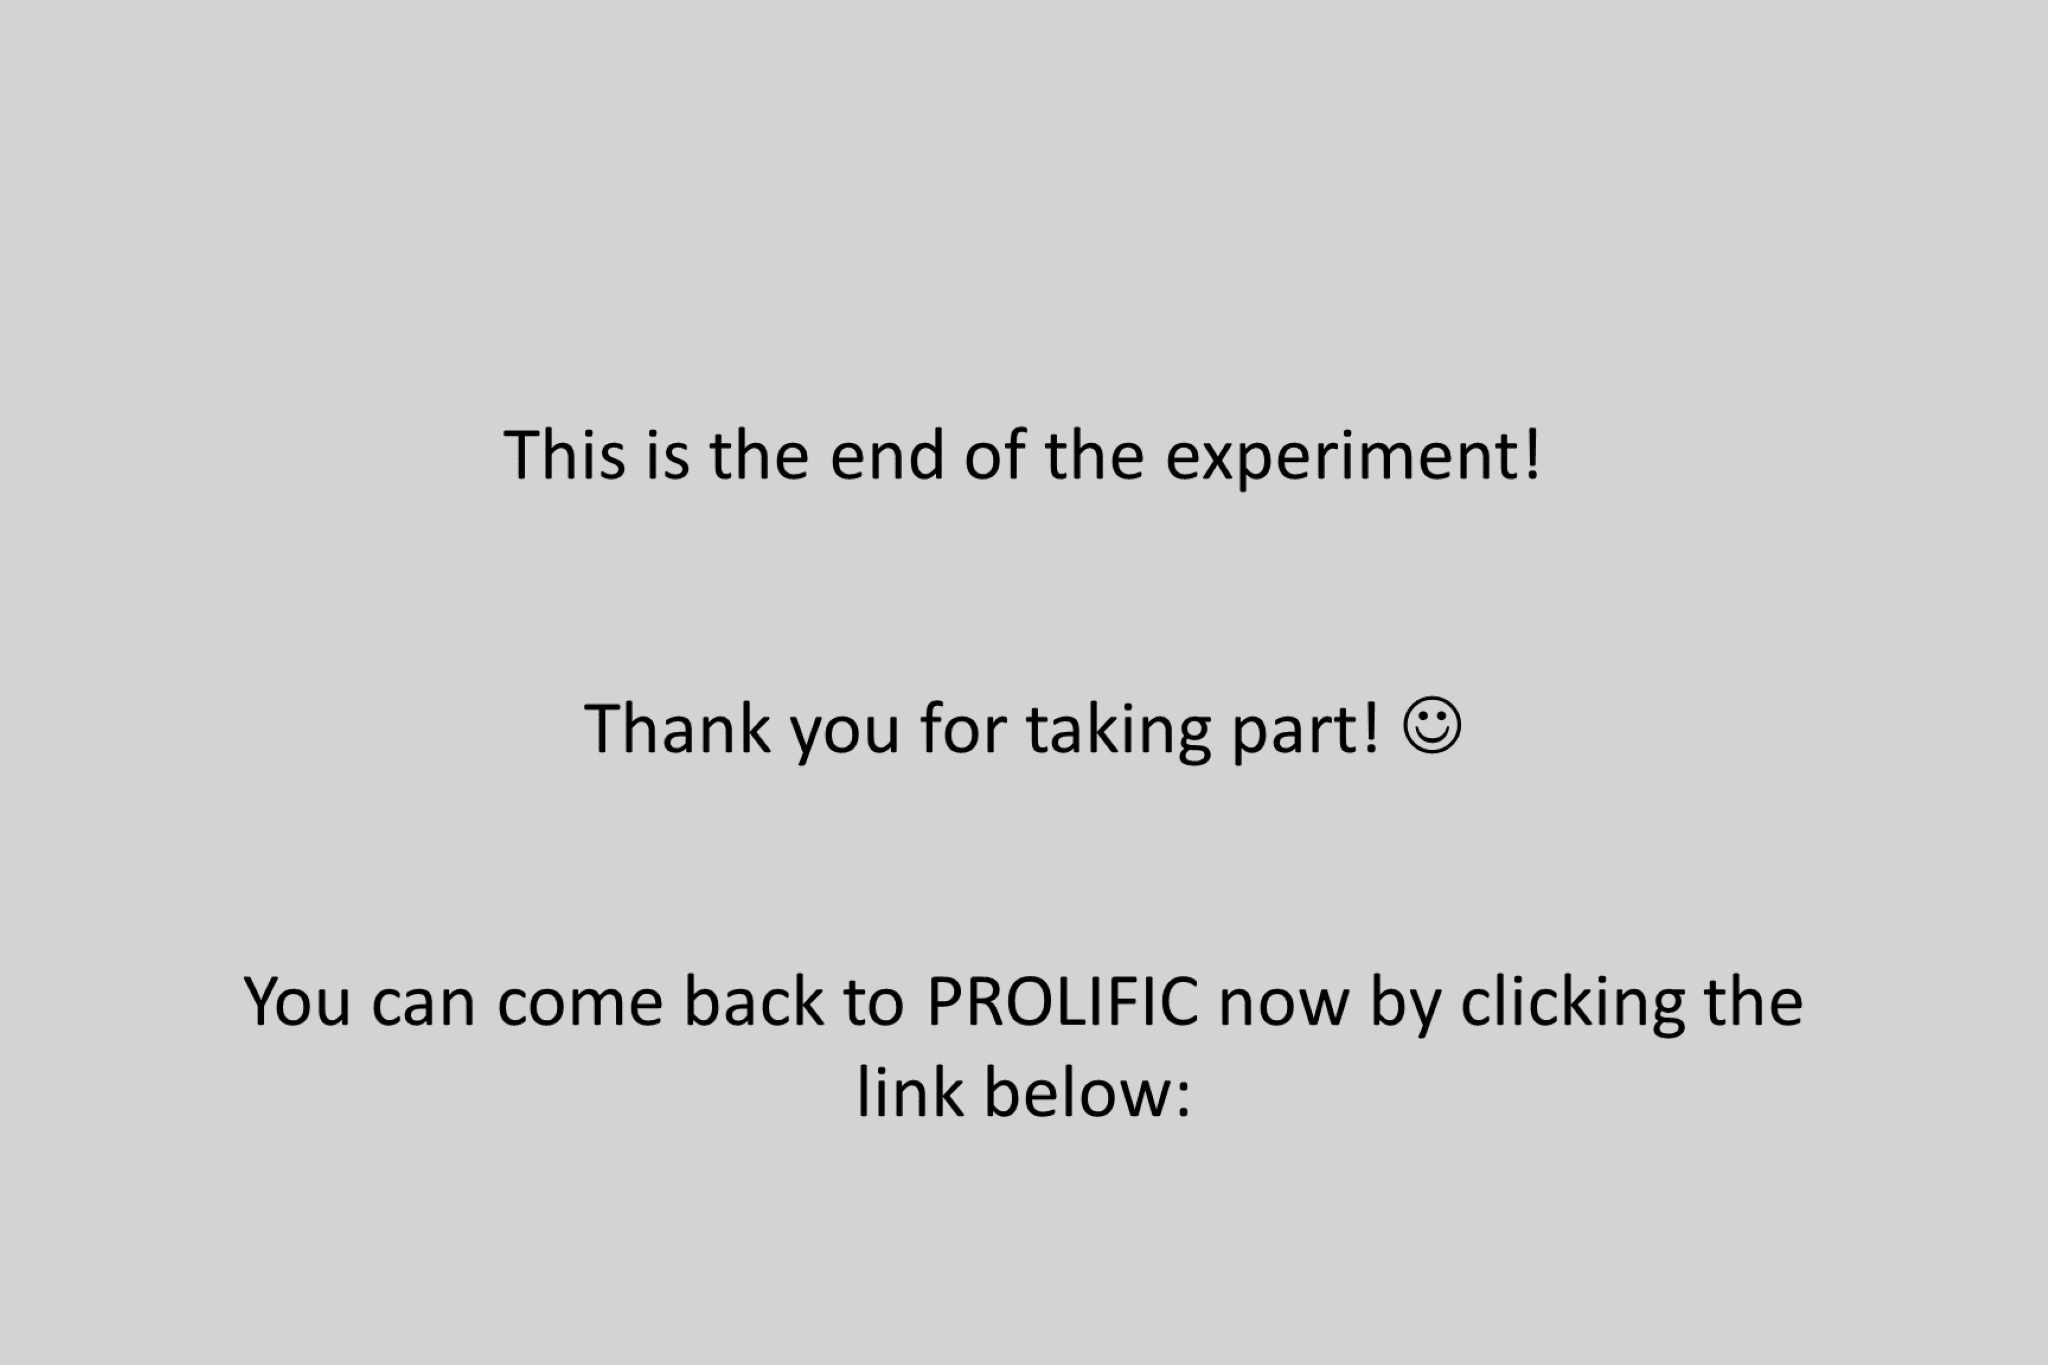 This is the end of the experiment!
Thank you for taking part! ☺
You can come back to PROLIFIC now by clicking the
link below: